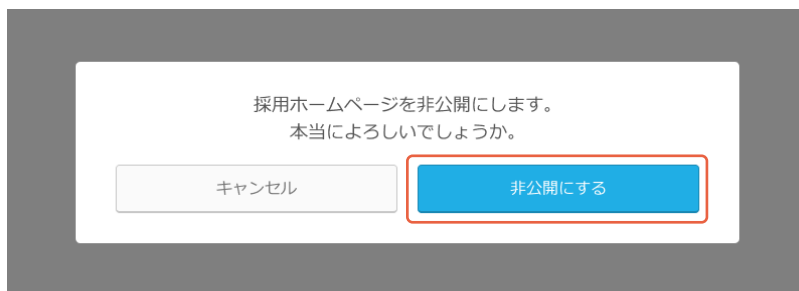 採用ホームページを非公開にします。
本当によろしいでしょうか。
キャンセル
非公開にする